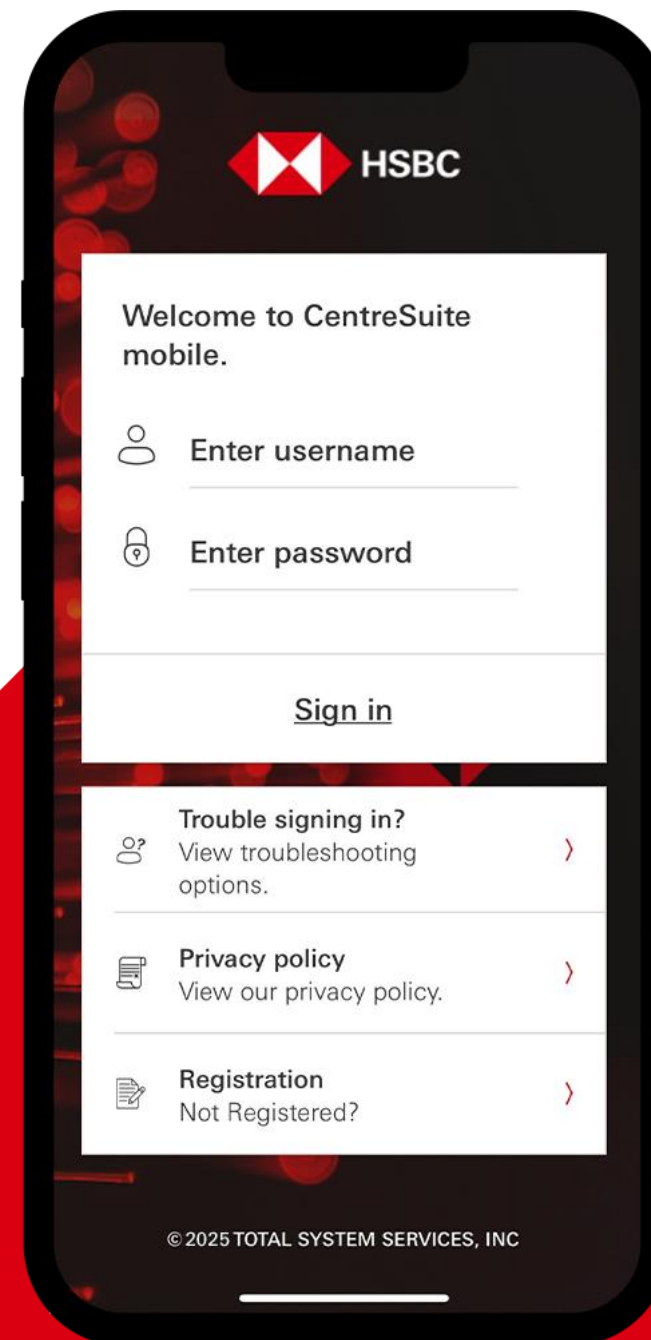 HSBC
Welcome to CentreSuite
mobile.
Enter username
Enter password
Sign in
Trouble signing in?
View troubleshooting
options.
Privacy policy
View our privacy policy.
Registration
Not Registered?
© 2025 TOTAL SYSTEM SERVICES, INC